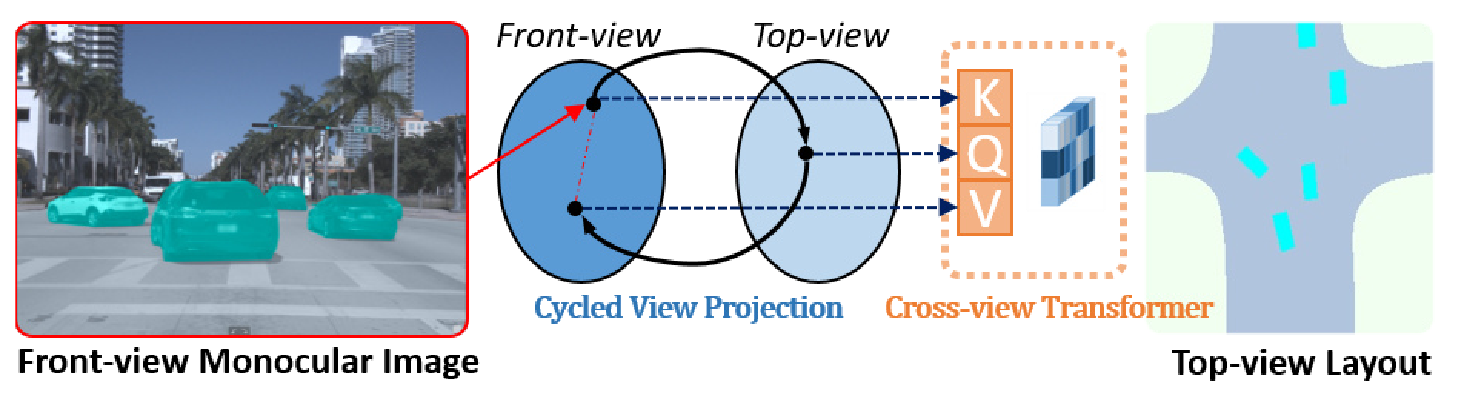 Front-view
Top-view
K
Q
V
Cycled View Projection
Cross-view Transformer
Front-view Monocular Image
Top-view Layout